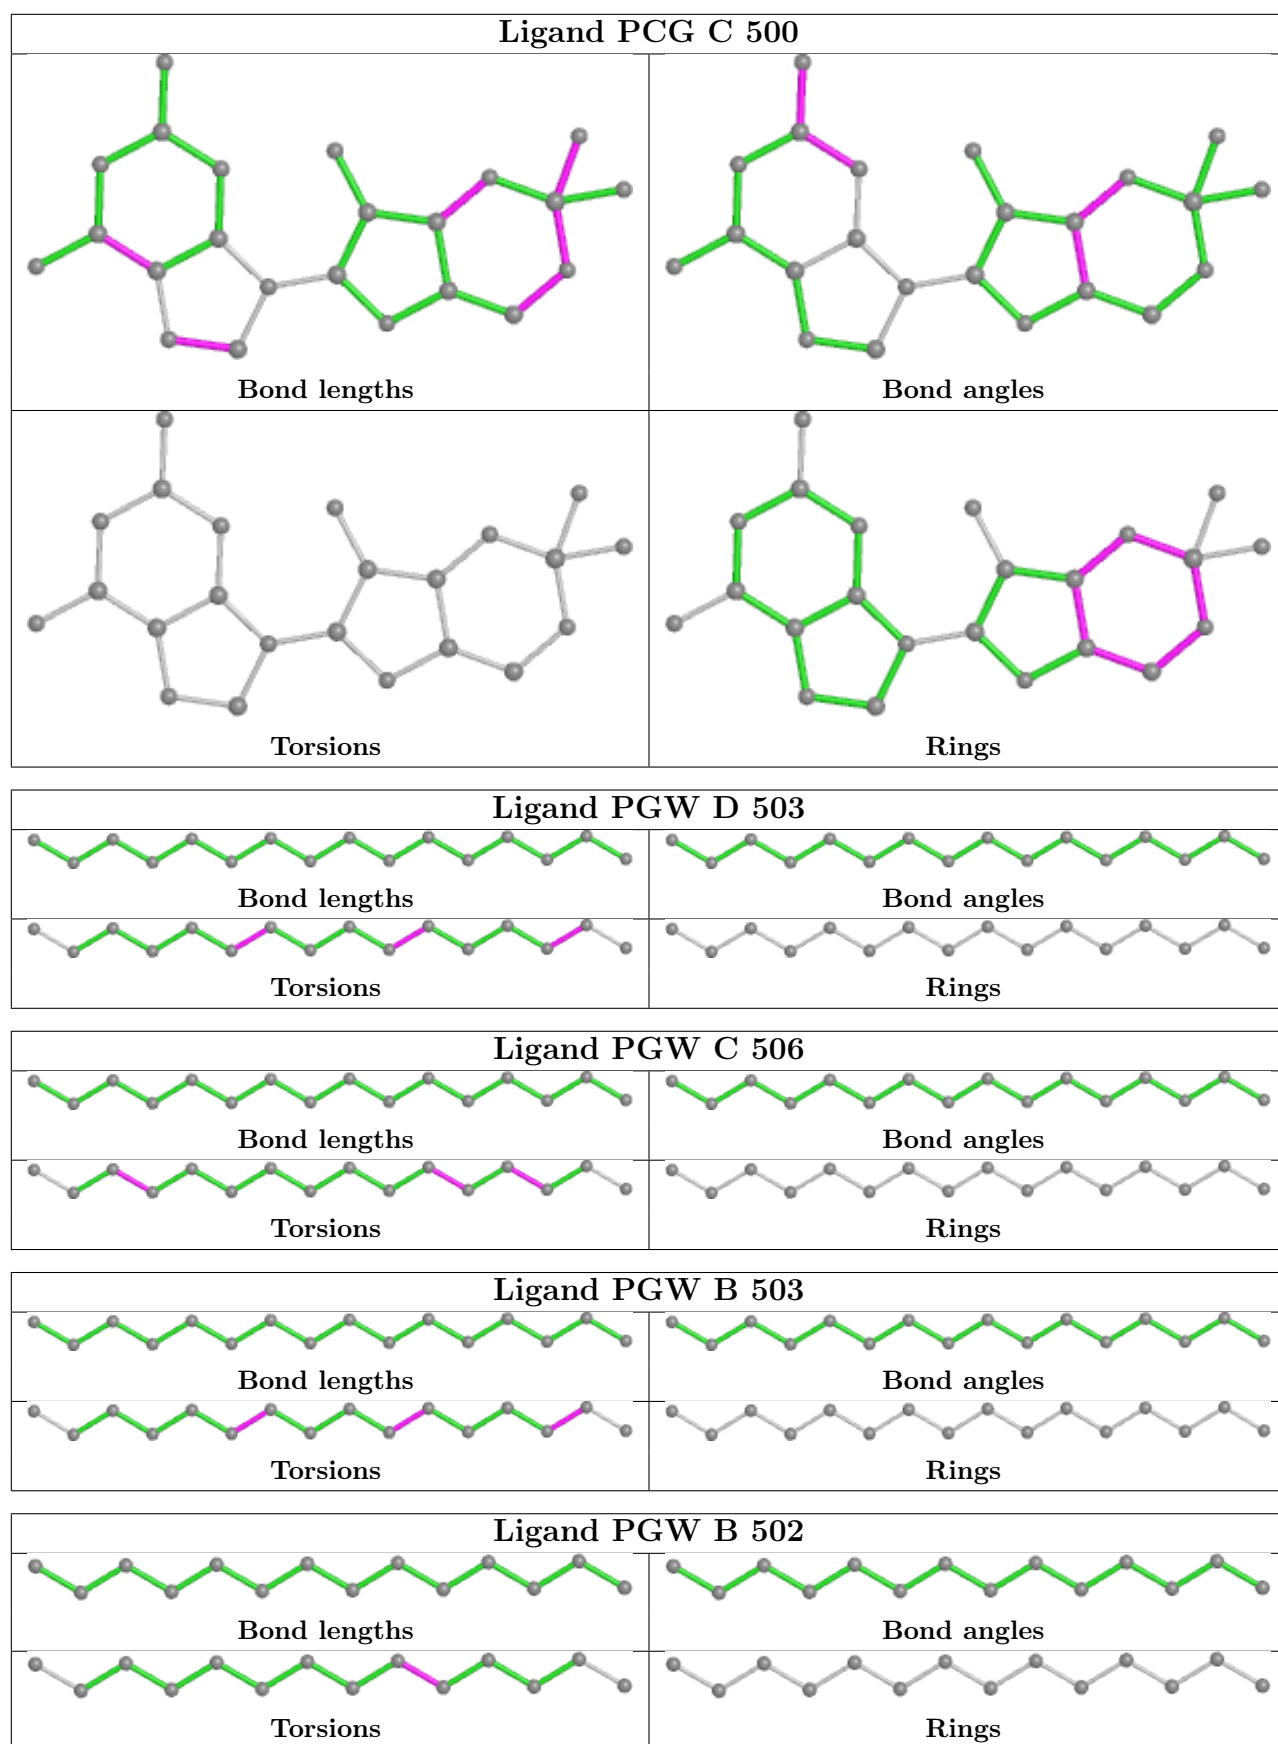 Ligand PCG C 500
Bond lengths
Bond angles
Torsions
Rings
Ligand PGW D 503
Bond lengths
Bond angles
Torsions
Rings
Ligand PGW C 506
Bond lengths
Bond angles
Torsions
Rings
Ligand PGW B 503
Bond lengths
Bond angles
Torsions
Rings
Ligand PGW B 502
Bond lengths
Bond angles
Torsions
Rings